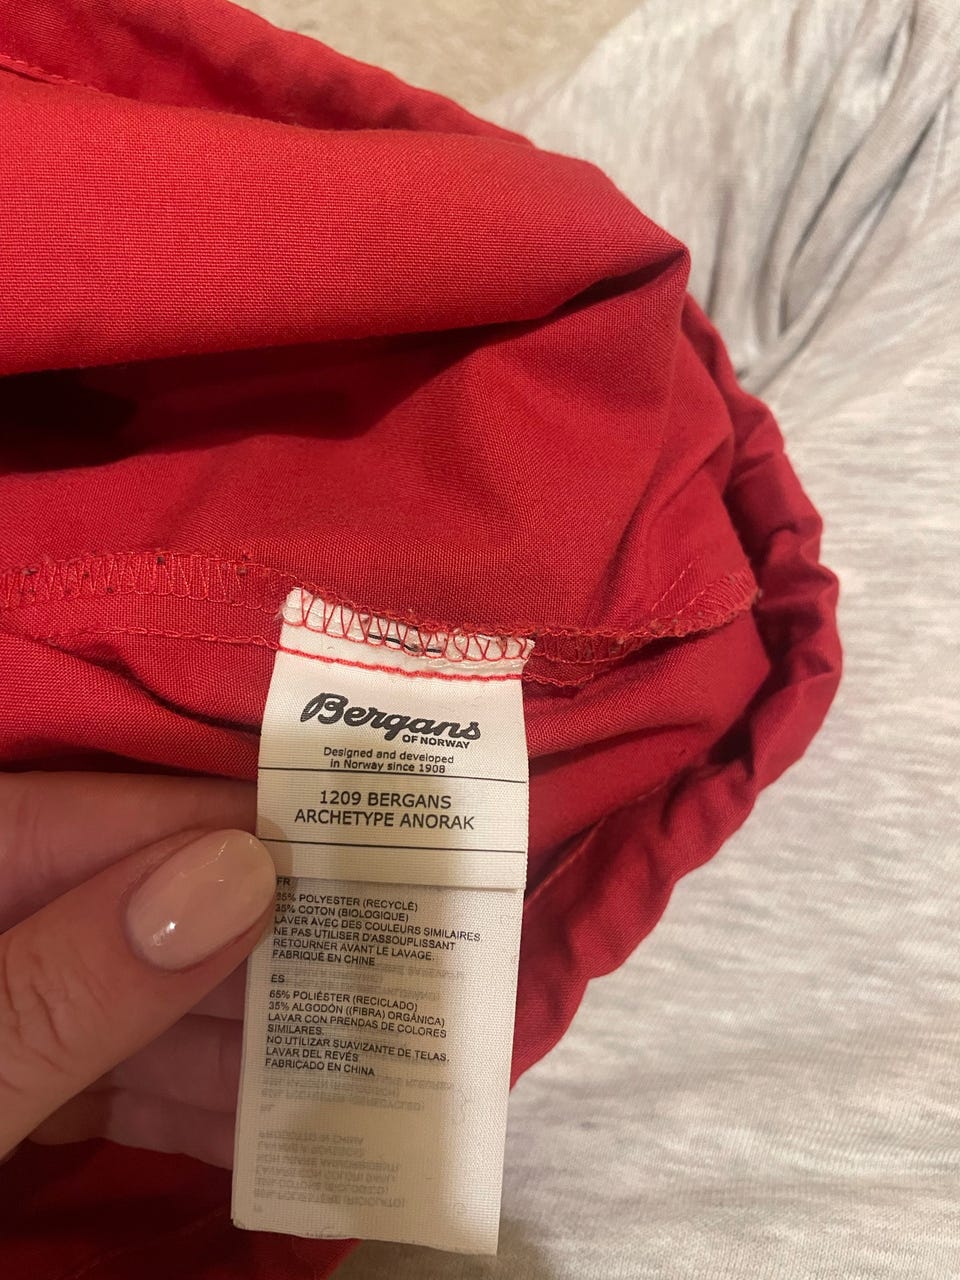 Bergans
OF NORWAY
Designed and developed
in Norway since 1908
1209 BERGANS
ARCHETYPE ANORAK
FR
65% POLYESTER (RECYCLÉ)
35% COTON (BIOLOGIQUE)
LAVER AVEC DES COULEURS SIMILAIRES.
NE PAS UTILISER D'ASSOUPLISSANT
RETOURNER AVANT LE LAVAGE.
FABRIQUÉ EN CHINE
ES
65% POLIÉSTER (RECICLADO)
35% ALGODÓN ((FIBRA) ORGÁNICA)
LAVAR CON PRENDAS DE COLORES
SIMILARES.
NO UTILIZAR SUAVIZANTE DE TELAS.
LAVAR DEL REVÉS
FABRICADO EN CHINA